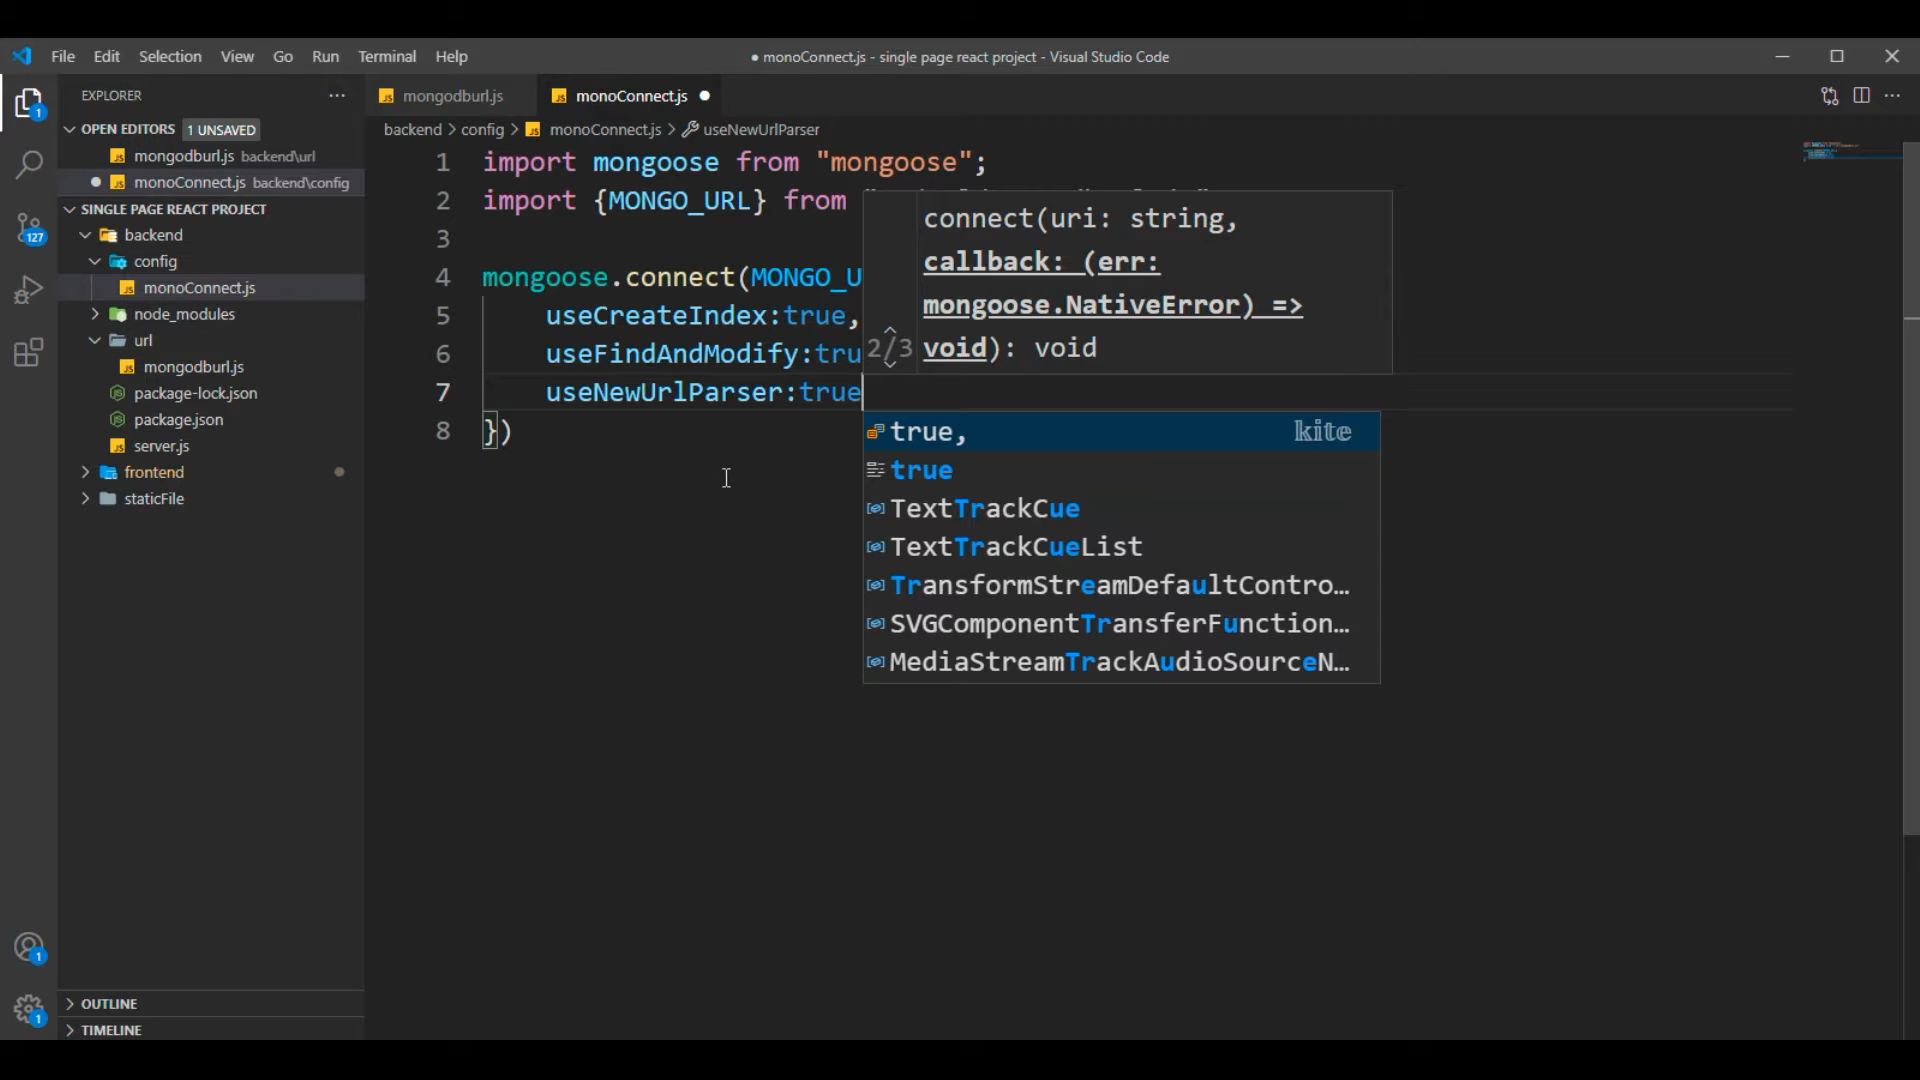 File Edit Selection View Go Run Terminal Help
● monoConnect.js - single page react project - Visual Studio Code
EXPLORER
OPEN EDITORS 1 UNSAVED
mongodburl.js backend\url
monoConnect.js backend\config
SINGLE PAGE REACT PROJECT
backend
config
monoConnect.js
node_modules
url
mongodburl.js
package-lock.json
package.json
server.js
frontend
staticFile
OUTLINE
TIMELINE
1
127
1
1
mongodburl.js
monoConnect.js
backend > config > monoConnect.js > useNewUrlParser
1 import mongoose from "mongoose";
2 import {MONGO_URL} from
3
4 mongoose.connect(MONGO_U
5 useCreateIndex:true,
6 useFindAndModify:tru
7 useNewUrlParser:true
8 })
connect(uri: string,
callback: (err:
mongoose.NativeError) =>
2/3 void): void
true, kite
true
TextTrackCue
TextTrackCueList
TransformStreamDefaultContro…
SVGComponentTransferFunction…
MediaStreamTrackAudioSourceN…